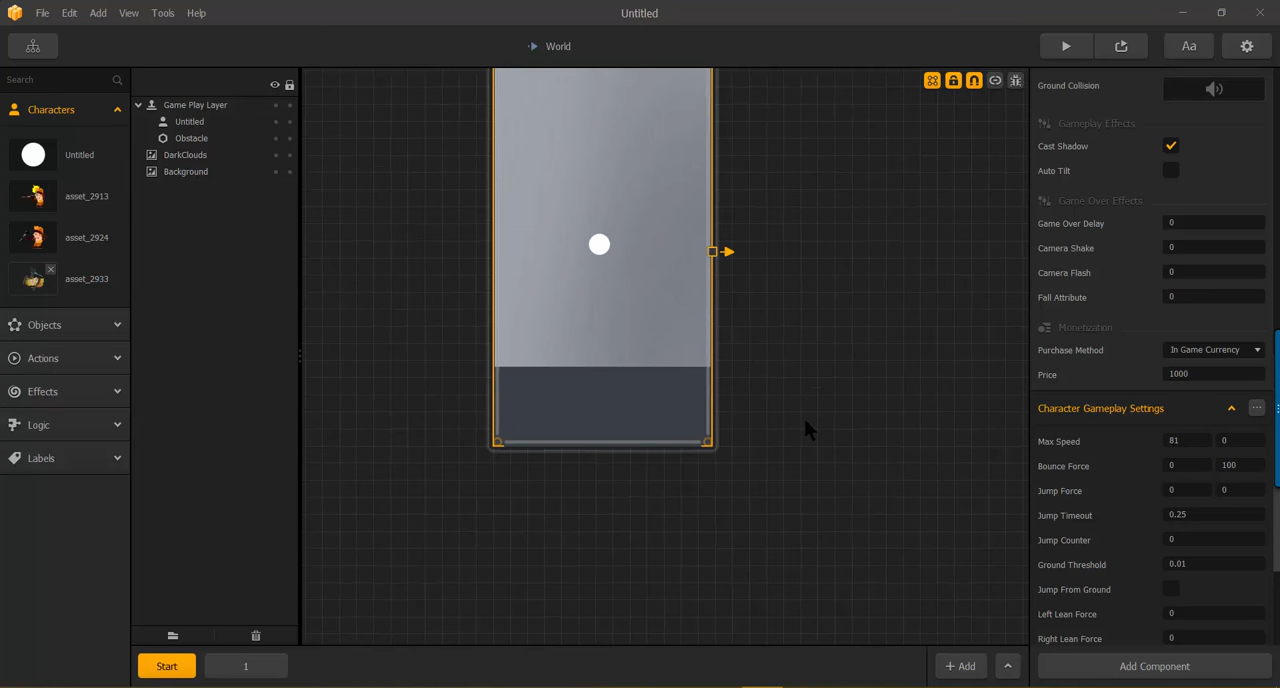 File Edit Add View Tools Help Untitled
World Aa
Search
Characters
Untitled
asset_2913
asset_2924
asset_2933
Objects
Actions
Effects
Logic
Labels
Game Play Layer
Untitled
Obstacle
DarkClouds
Background
Ground Collision
Gameplay Effects
Cast Shadow
Auto Tilt
Game Over Effects
Game Over Delay 0
Camera Shake 0
Camera Flash 0
Fall Attribute 0
Monetization
Purchase Method In Game Currency
Price 1000
Character Gameplay Settings
Max Speed 81 0
Bounce Force 0 100
Jump Force 0 0
Jump Timeout 0.25
Jump Counter 0
Ground Threshold 0.01
Jump From Ground
Left Lean Force 0
Right Lean Force 0
Start 1 + Add Add Component